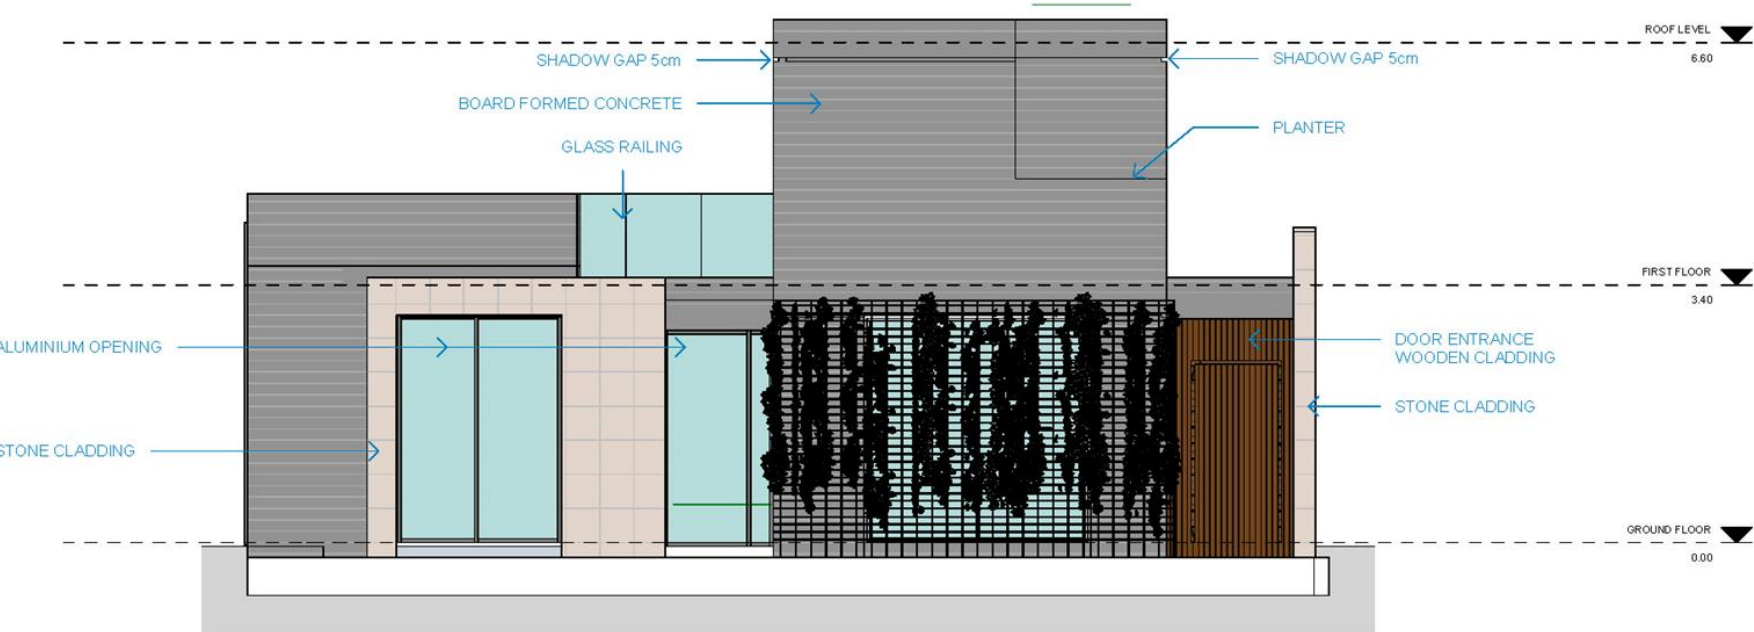 ROOF LEVEL
6.60
SHADOW GAP 5cm
SHADOW GAP 5cm
BOARD FORMED CONCRETE
PLANTER
GLASS RAILING
FIRST FLOOR
3.40
ALUMINIUM OPENING
DOOR ENTRANCE
WOODEN CLADDING
STONE CLADDING
STONE CLADDING
GROUND FLOOR
0.00